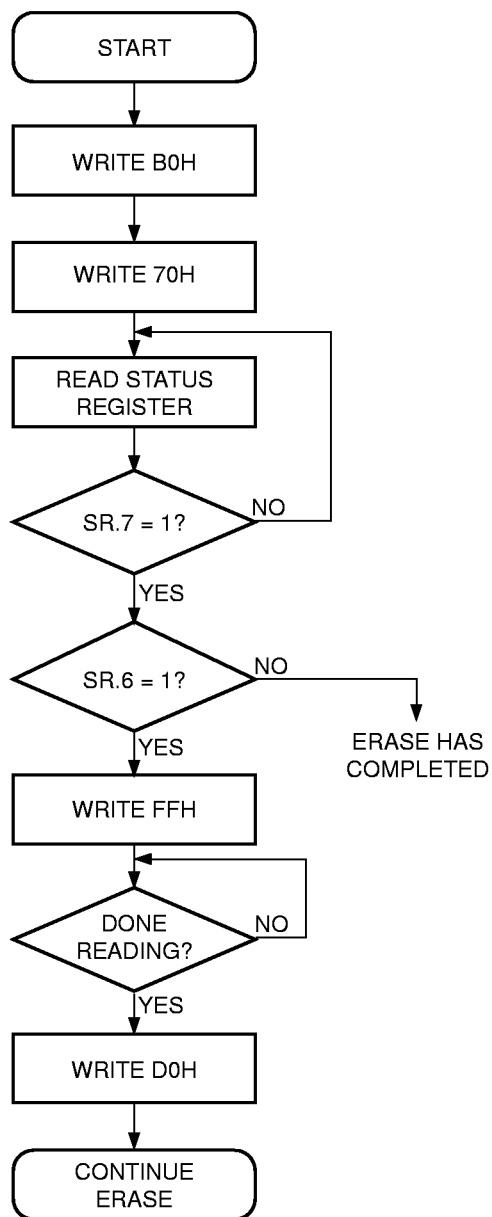 START
WRITE B0H
WRITE 70H
READ STATUS
REGISTER
SR.7 = 1?
NO
YES
SR.6 = 1?
NO
YES
ERASE HAS
COMPLETED
WRITE FFH
DONE
READING?
NO
YES
WRITE D0H
CONTINUE
ERASE